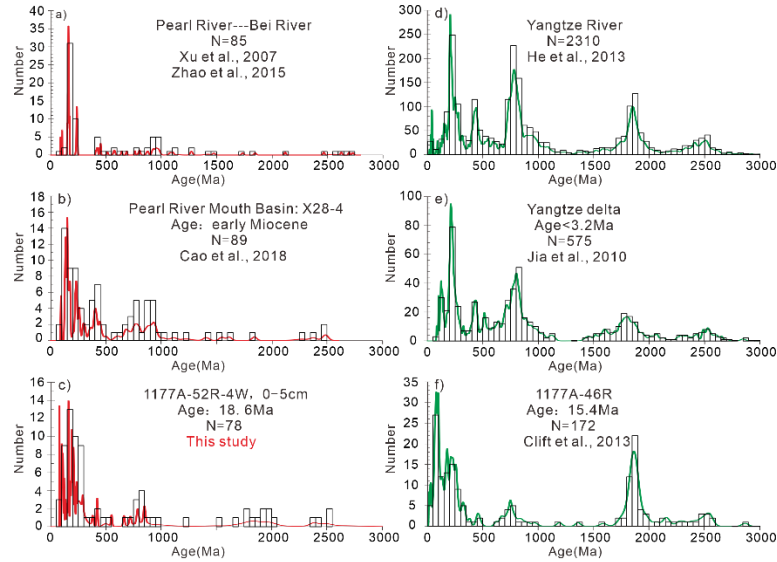 a)
Pearl River---Bei River
N=85
Xu et al., 2007
Zhao et al., 2015
Number
40
35
30
25
20
15
10
5
0
0 500 1000 1500 2000 2500 3000
Age(Ma)
b)
Pearl River Mouth Basin: X28-4
Age: early Miocene
N=89
Cao et al., 2018
Number
18
16
14
12
10
8
6
4
2
0
0 500 1000 1500 2000 2500 3000
Age(Ma)
c)
1177A-52R-4W, 0-5cm
Age: 18.6Ma
N=78
This study
Number
16
14
12
10
8
6
4
2
0
0 500 1000 1500 2000 2500 3000
Age(Ma)
d)
Yangtze River
N=2310
He et al., 2013
Number
300
250
200
150
100
50
0
0 500 1000 1500 2000 2500 3000
Age(Ma)
e)
Yangtze delta
Age<3.2Ma
N=575
Jia et al., 2010
Number
100
80
60
40
20
0
0 500 1000 1500 2000 2500 3000
Age(Ma)
f)
1177A-46R
Age: 15.4Ma
N=172
Clift et al., 2013
Number
35
30
25
20
15
10
5
0
0 500 1000 1500 2000 2500 3000
Age(Ma)